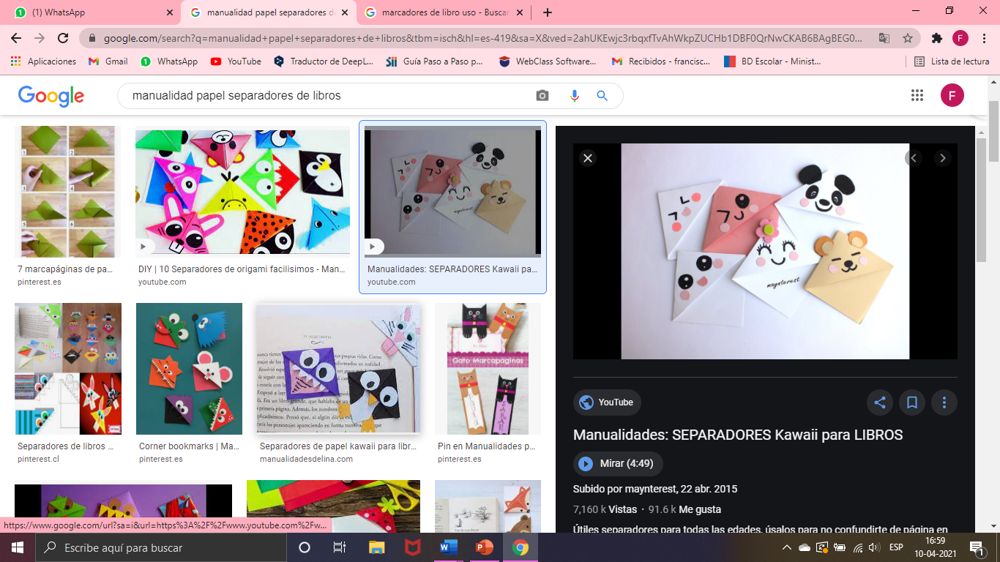 (1) WhatsApp
manualidad papel separadores d
marcadores de libro uso - Buscar
google.com/search?q=manualidad+papel+separadores+de+libros&tbm=isch&hl=es-419&sa=X&ved=2ahUKEwjc3rbqxfTvAhWkpZUCHb1DBF0QrNwCKAB6BAgBEG0...
Aplicaciones
Gmail
WhatsApp
YouTube
Traductor de DeepL...
Guía Paso a Paso p...
WebClass Software...
Recibidos - francisc...
BD Escolar - Minist...
Lista de lectura
Google
manualidad papel separadores de libros
F
7 marcapáginas de pa...
pinterest.es
DIY | 10 Separadores de origami facilisimos - Man...
youtube.com
Manualidades: SEPARADORES Kawaii pa...
youtube.com
Gato Marcapáginas
Separadores de libros ...
pinterest.cl
Corner bookmarks | Ma...
pinterest.es
Separadores de papel kawaii para libr...
manualidadesdelina.com
Pin en Manualidades p...
pinterest.es
maynterest
YouTube
Manualidades: SEPARADORES Kawaii para LIBROS
Mirar (4:49)
Subido por maynterest, 22 abr. 2015
7,160 k Vistas · 91.6 k Me gusta
Útiles separadores para todas las edades, úsalos para no confundirte de página en
https://www.google.com/url?sa=i&url=https%3A%2F%2Fwww.youtube.com%2Fw...
Escribe aquí para buscar
ESP
16:59
10-04-2021
1